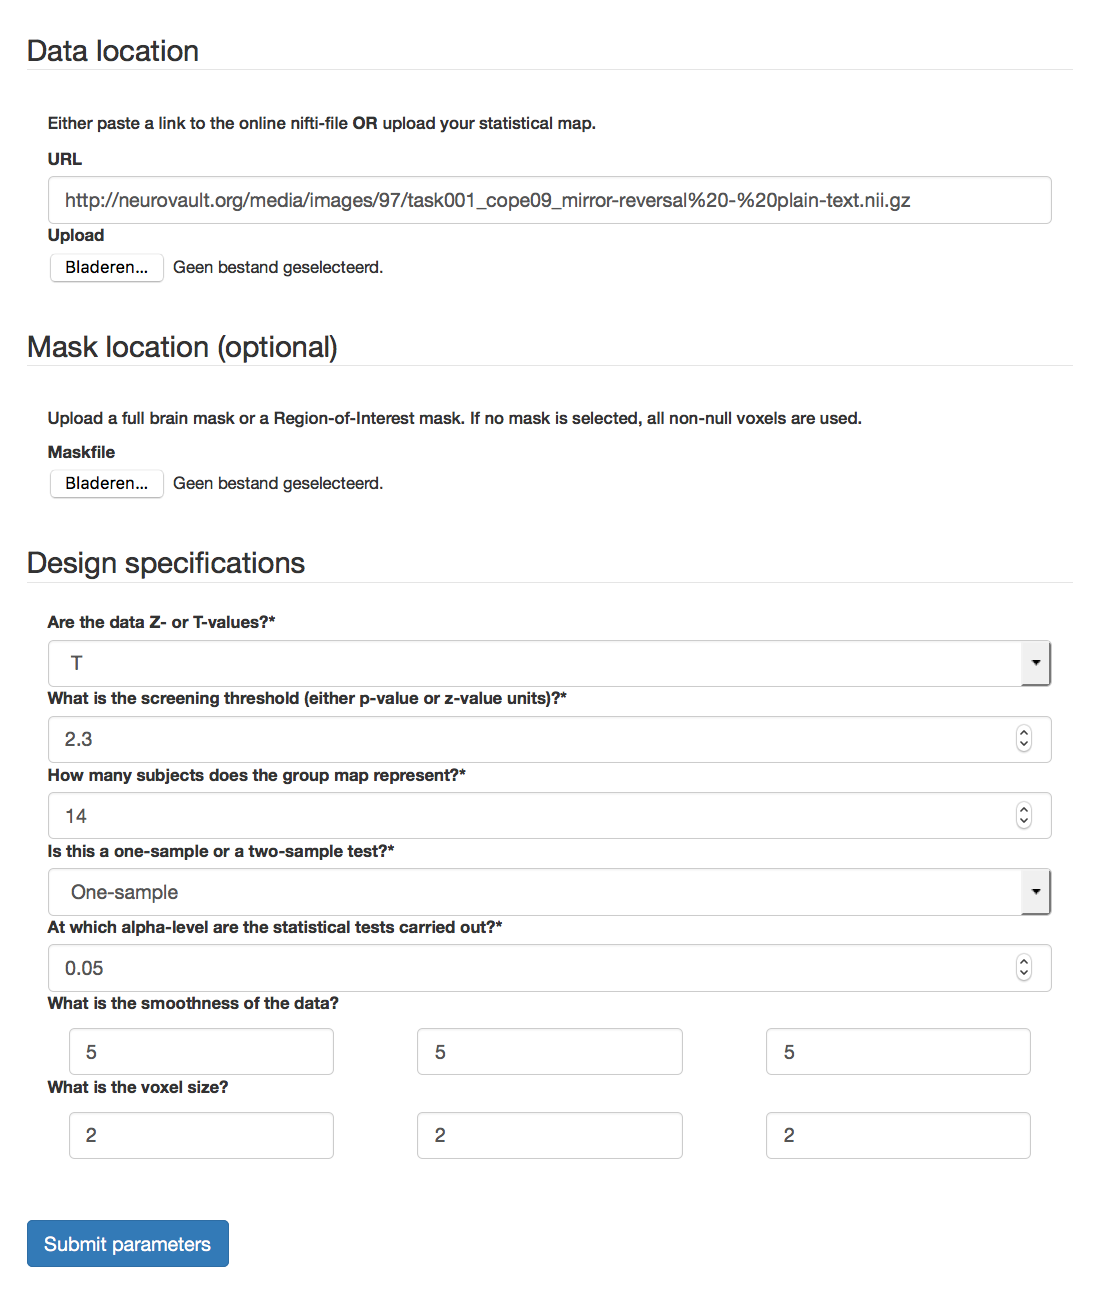 Data location
Either paste a link to the online nifti-file OR upload your statistical map.
URL
http://neurovault.org/media/images/97/task001_cope09_mirror-reversal%20-%20plain-text.nii.gz
Upload
Bladeren... Geen bestand geselecteerd.
Mask location (optional)
Upload a full brain mask or a Region-of-Interest mask. If no mask is selected, all non-null voxels are used.
Maskfile
Bladeren... Geen bestand geselecteerd.
Design specifications
Are the data Z- or T-values?*
T
What is the screening threshold (either p-value or z-value units)?*
2.3
How many subjects does the group map represent?*
14
Is this a one-sample or a two-sample test?*
One-sample
At which alpha-level are the statistical tests carried out?*
0.05
What is the smoothness of the data?
5 5 5
What is the voxel size?
2 2 2
Submit parameters